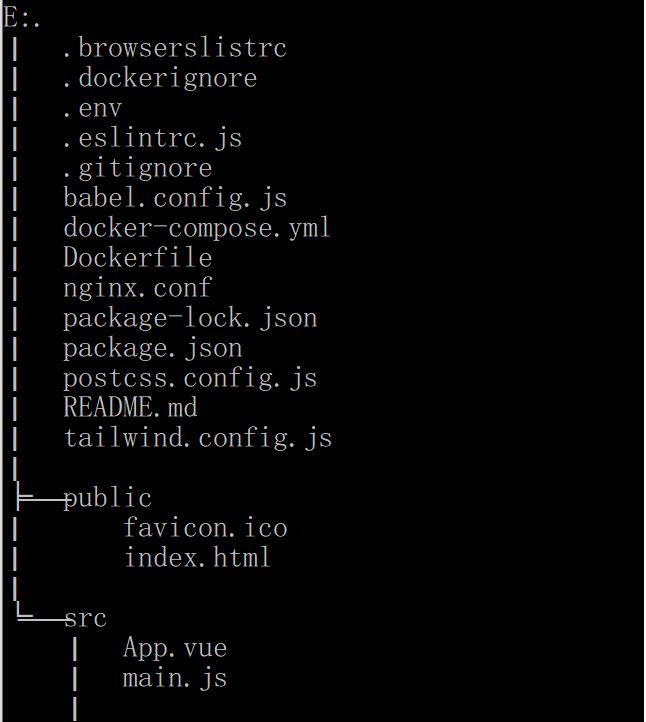 E:.
│  .browserslistrc
│  .dockerignore
│  .env
│  .eslintrc.js
│  .gitignore
│  babel.config.js
│  docker-compose.yml
│  Dockerfile
│  nginx.conf
│  package-lock.json
│  package.json
│  postcss.config.js
│  README.md
│  tailwind.config.js
│
├─public
│      favicon.ico
│      index.html
│
└─src
    │  App.vue
    │  main.js
    │